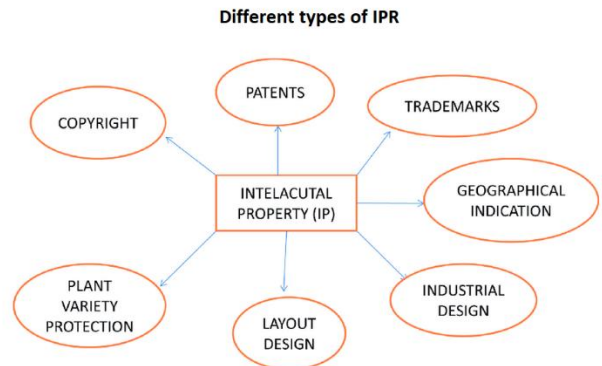 Different types of IPR
PATENTS
TRADEMARKS
COPYRIGHT
INTELACUTAL
PROPERTY (IP)
GEOGRAPHICAL
INDICATION
PLANT
VARIETY
PROTECTION
LAYOUT
DESIGN
INDUSTRIAL
DESIGN